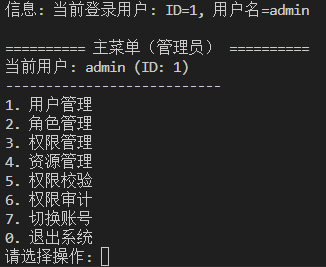 信息: 当前登录用户: ID=1, 用户名=admin
========== 主菜单（管理员） ==========
当前用户: admin (ID: 1)
---------------------------
1. 用户管理
2. 角色管理
3. 权限管理
4. 资源管理
5. 权限校验
6. 权限审计
7. 切换账号
0. 退出系统
请选择操作: